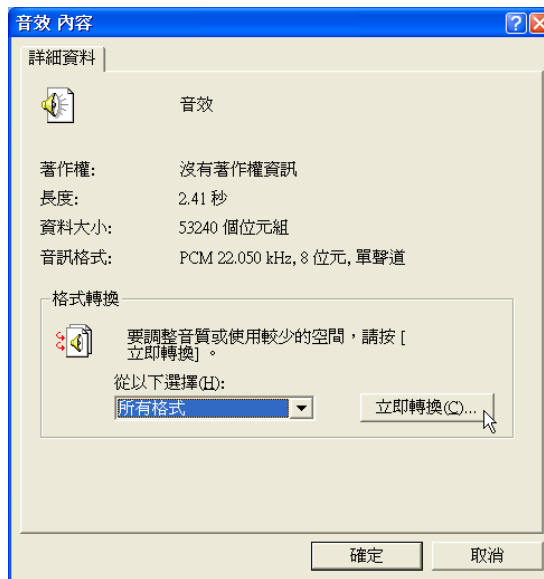 音效 內容
詳細資料
音效
著作權: 沒有著作權資訊
長度: 2.41 秒
資料大小: 53240 個位元組
音訊格式: PCM 22.050 kHz, 8 位元, 單聲道
格式轉換
要調整音質或使用較少的空間，請按 [
立即轉換] 。
從以下選擇(H):
所有格式
立即轉換(C)...
確定 取消